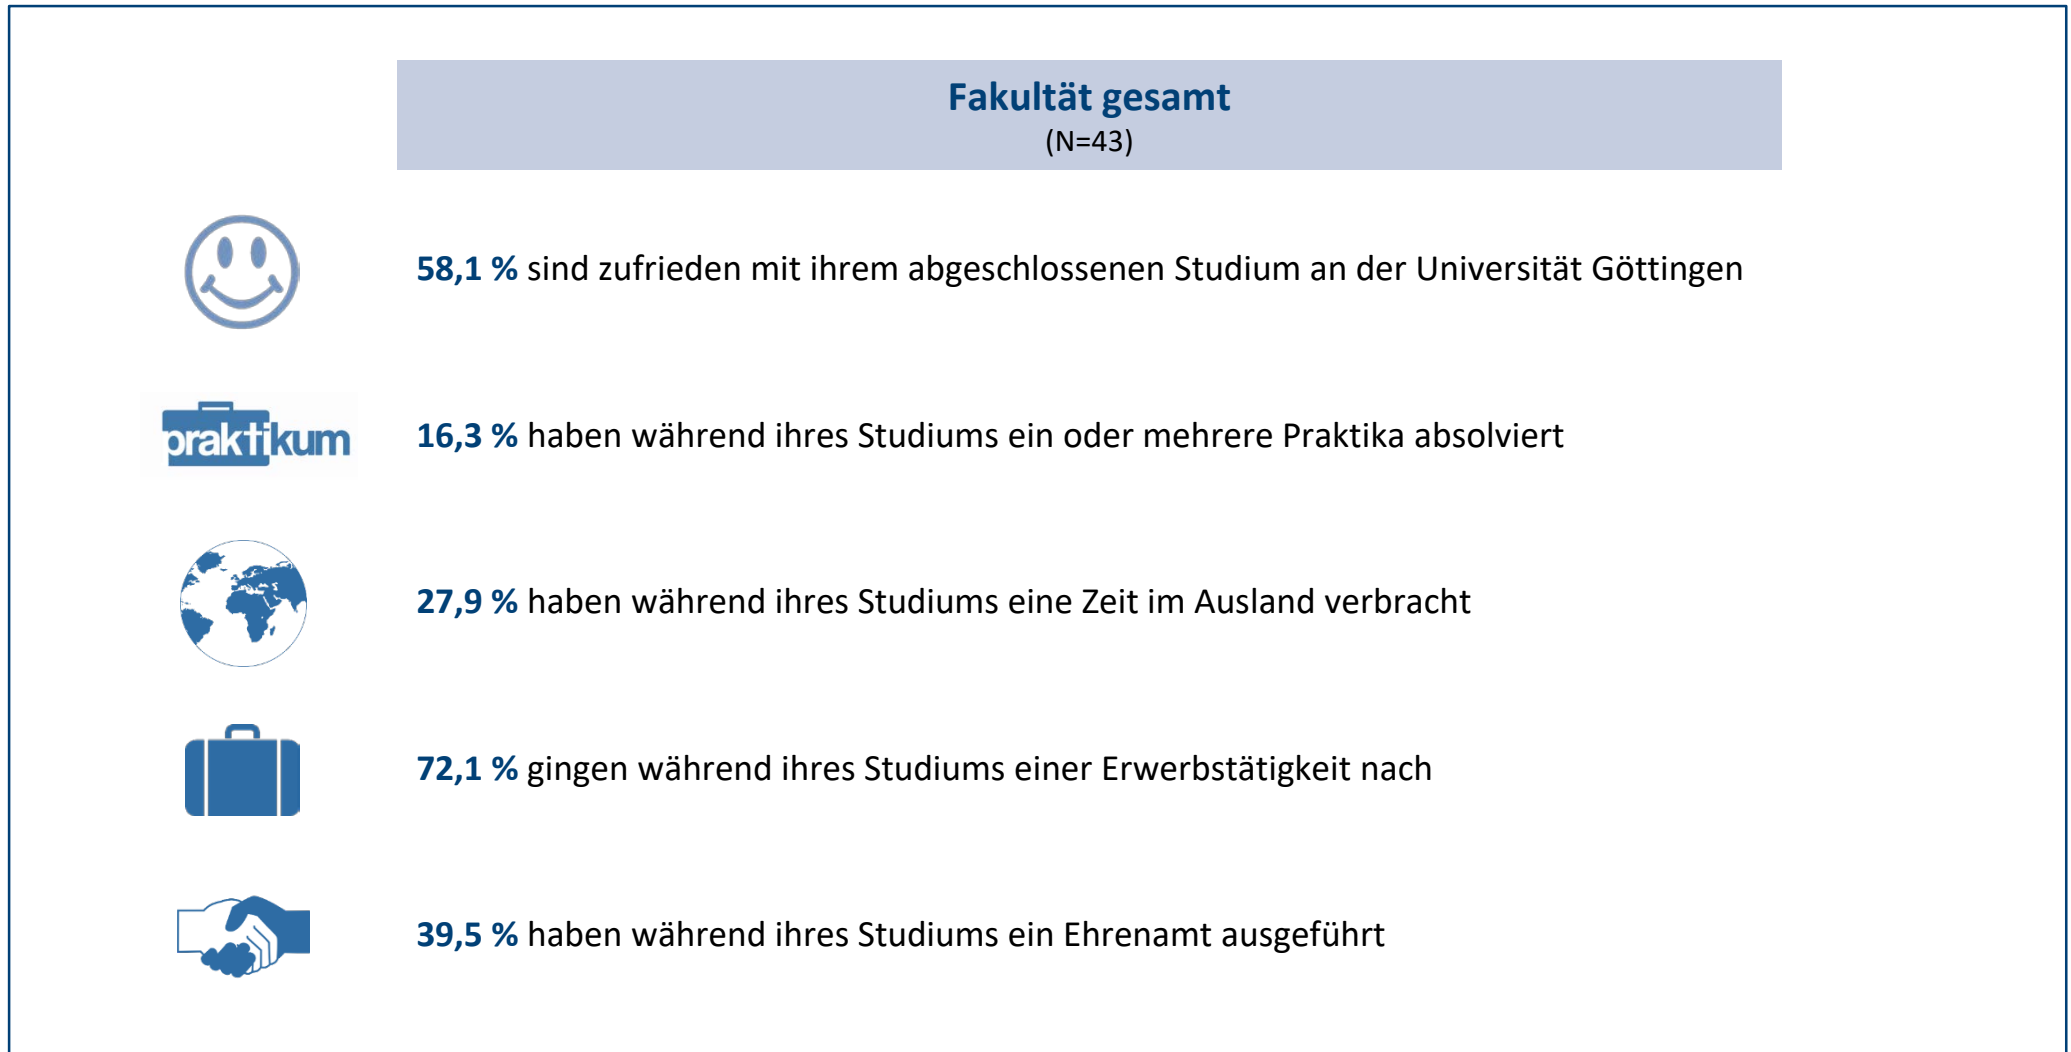 Fakultät gesamt
(N=43)
58,1 % sind zufrieden mit ihrem abgeschlossenen Studium an der Universität Göttingen
praktikum
16,3 % haben während ihres Studiums ein oder mehrere Praktika absolviert
27,9 % haben während ihres Studiums eine Zeit im Ausland verbracht
72,1 % gingen während ihres Studiums einer Erwerbstätigkeit nach
39,5 % haben während ihres Studiums ein Ehrenamt ausgeführt